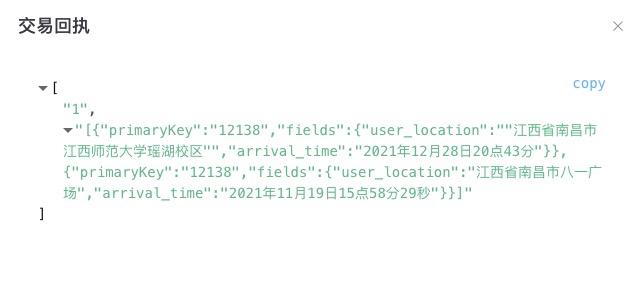 交易回执
copy
[
"1",
"[{"primaryKey":"12138","fields":{"user_location":""江西省南昌市
江西师范大学瑶湖校区"","arrival_time":"2021年12月28日20点43分"}},
{"primaryKey":"12138","fields":{"user_location":"江西省南昌市八一广
场","arrival_time":"2021年11月19日15点58分29秒"}}]"
]